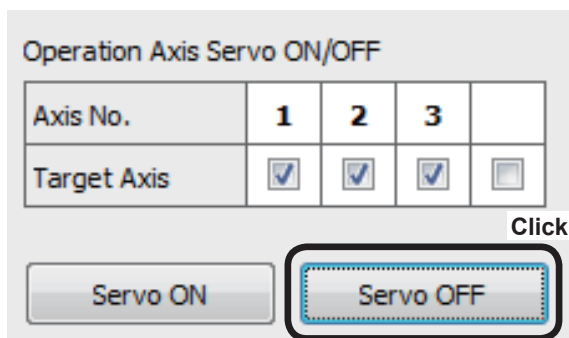 Operation Axis Servo ON/OFF
Axis No. 1 2 3
Target Axis
Click
Servo ON Servo OFF